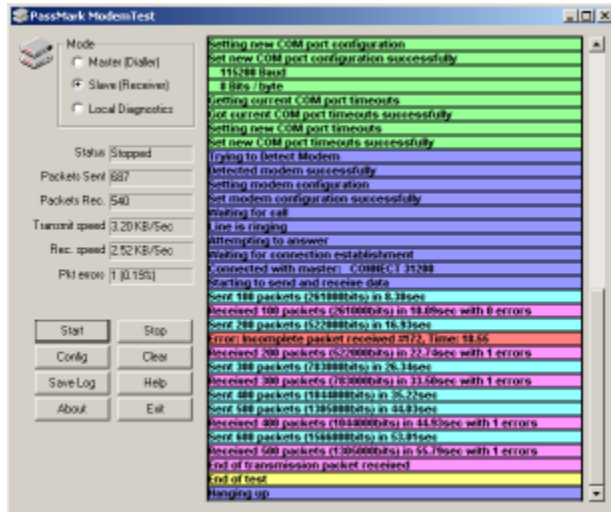 PassMark ModemTest
Mode
Master (Dialler)
Slave (Receiver)
Local Diagnostics
Status Stopped
Packets Sent 687
Packets Rec. 540
Transmit speed 3.20 KB/Sec
Rec. speed 2.52 KB/Sec
Pkt errors 1 (0.19%)
Start Stop
Config Clear
Save Log Help
About Exit
Setting new COM port configuration
Set new COM port configuration successfully
115200 Baud
8 Bits / byte
Getting current COM port timeouts
Got current COM port timeouts successfully
Setting new COM port timeouts
Set new COM port timeouts successfully
Trying to Detect Modem
Detected modem successfully
Setting modem configuration
Set modem configuration successfully
Waiting for call
Line is ringing
Attempting to answer
Waiting for connection establishment
Connected with master: CONNECT 31200
Starting to send and receive data
Sent 100 packets (261000bits) in 8.38sec
Received 100 packets (261000bits) in 10.09sec with 0 errors
Sent 200 packets (522000bits) in 16.93sec
Error: Incomplete packet received #172, Time: 18.55
Received 200 packets (522000bits) in 22.74sec with 1 errors
Sent 300 packets (783000bits) in 26.34sec
Received 300 packets (783000bits) in 33.50sec with 1 errors
Sent 400 packets (1044000bits) in 35.22sec
Sent 500 packets (1305000bits) in 44.03sec
Received 400 packets (1044000bits) in 44.93sec with 1 errors
Sent 600 packets (1566000bits) in 53.01sec
Received 500 packets (1305000bits) in 55.79sec with 1 errors
End of transmission packet received
End of test
Hanging up